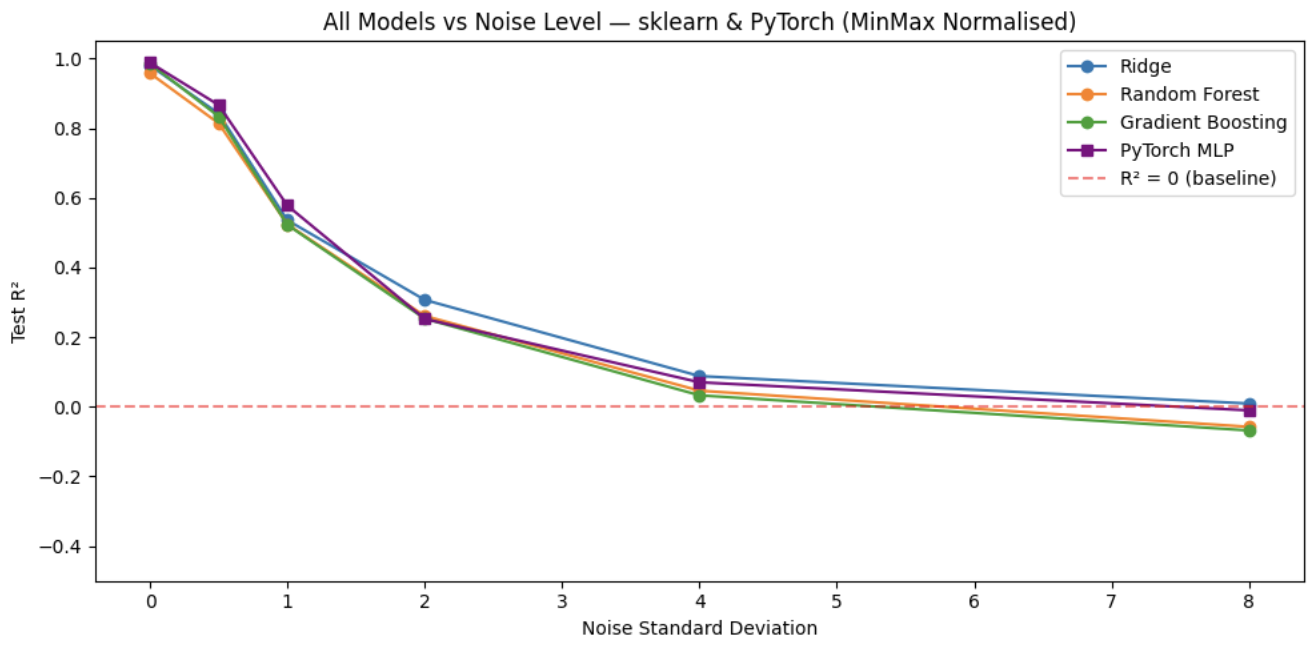 All Models vs Noise Level — sklearn & PyTorch (MinMax Normalised)
Ridge
Random Forest
Gradient Boosting
PyTorch MLP
R² = 0 (baseline)
Test R²
1.0
0.8
0.6
0.4
0.2
0.0
−0.2
−0.4
0 1 2 3 4 5 6 7 8
Noise Standard Deviation